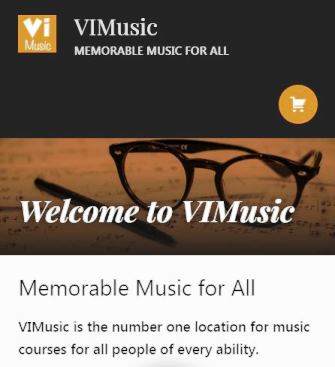 Vi
Music
VIMusic
MEMORABLE MUSIC FOR ALL
Welcome to VIMusic
Memorable Music for All
VIMusic is the number one location for music
courses for all people of every ability.